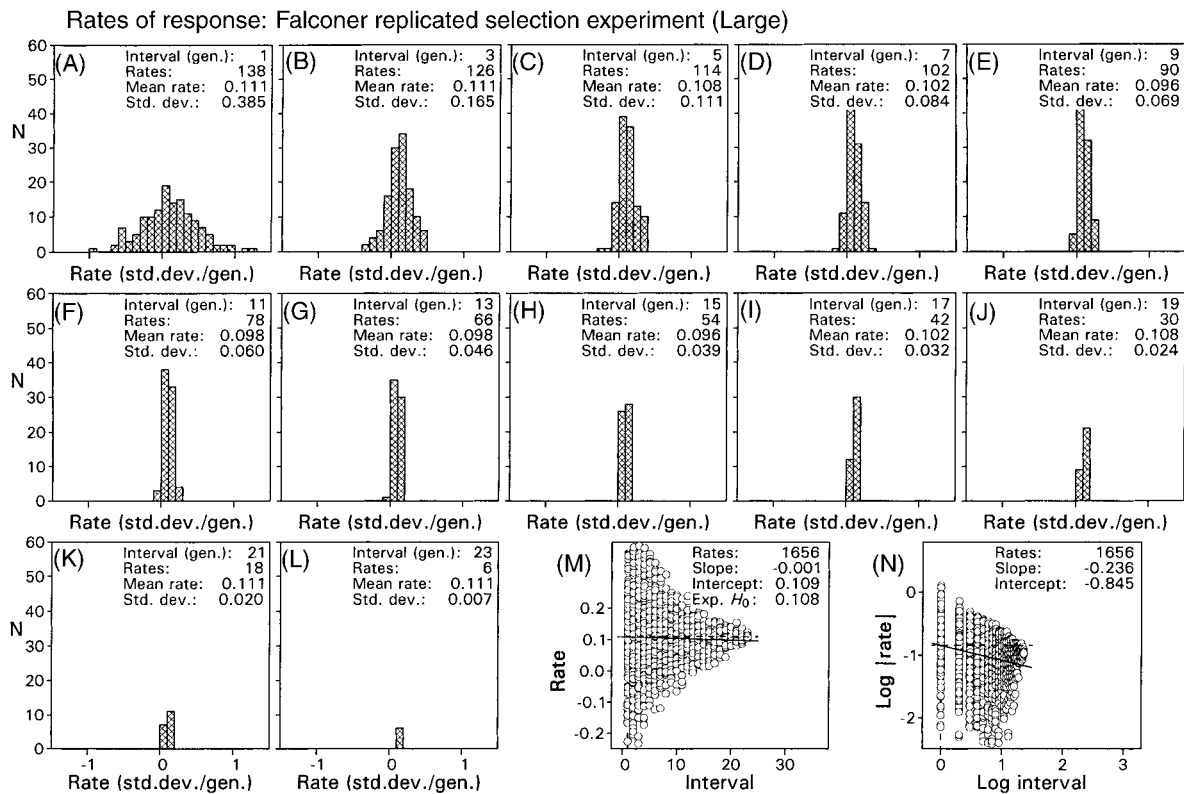 Rates of response: Falconer replicated selection experiment (Large)
(A)
Interval (gen.): 1
Rates: 138
Mean rate: 0.111
Std. dev.: 0.385
(B)
Interval (gen.): 3
Rates: 126
Mean rate: 0.111
Std. dev.: 0.165
(C)
Interval (gen.): 5
Rates: 114
Mean rate: 0.108
Std. dev.: 0.111
(D)
Interval (gen.): 7
Rates: 102
Mean rate: 0.102
Std. dev.: 0.084
(E)
Interval (gen.): 9
Rates: 90
Mean rate: 0.096
Std. dev.: 0.069
60
50
40
30
20
10
0
N
Rate (std.dev./gen.)
Rate (std.dev./gen.)
Rate (std.dev./gen.)
Rate (std.dev./gen.)
Rate (std.dev./gen.)
(F)
Interval (gen.): 11
Rates: 78
Mean rate: 0.098
Std. dev.: 0.060
(G)
Interval (gen.): 13
Rates: 66
Mean rate: 0.098
Std. dev.: 0.046
(H)
Interval (gen.): 15
Rates: 54
Mean rate: 0.096
Std. dev.: 0.039
(I)
Interval (gen.): 17
Rates: 42
Mean rate: 0.102
Std. dev.: 0.032
(J)
Interval (gen.): 19
Rates: 30
Mean rate: 0.108
Std. dev.: 0.024
60
50
40
30
20
10
0
N
Rate (std.dev./gen.)
Rate (std.dev./gen.)
Rate (std.dev./gen.)
Rate (std.dev./gen.)
Rate (std.dev./gen.)
(K)
Interval (gen.): 21
Rates: 18
Mean rate: 0.111
Std. dev.: 0.020
(L)
Interval (gen.): 23
Rates: 6
Mean rate: 0.111
Std. dev.: 0.007
60
50
40
30
20
10
0
N
-1 0 1
Rate (std.dev./gen.)
-1 0 1
Rate (std.dev./gen.)
(M)
Rates: 1656
Slope: -0.001
Intercept: 0.109
Exp. H0: 0.108
0.2
0.1
0.0
-0.1
-0.2
Rate
0 10 20 30
Interval
(N)
Rates: 1656
Slope: -0.236
Intercept: -0.845
0
-1
-2
Log |rate|
0 1 2 3
Log interval